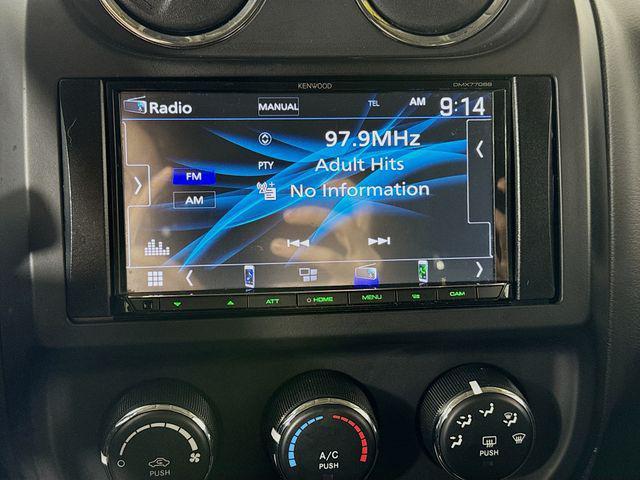 KENWOOD DMX7706S
Radio MANUAL TEL AM 9:14
97.9MHz
PTY Adult Hits
FM
No Information
AM
ATT HOME MENU CAM
PUSH
A/C
PUSH
PUSH